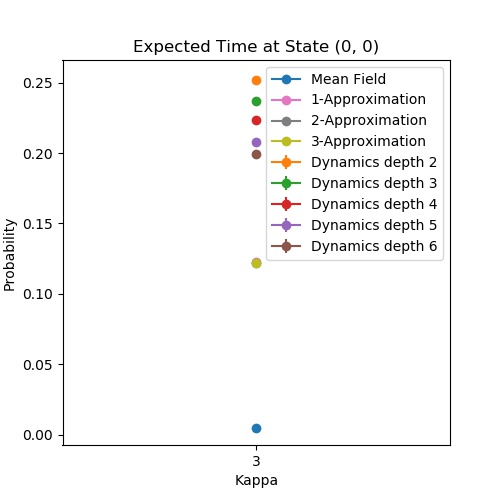 Expected Time at State (0, 0)
Mean Field
1-Approximation
2-Approximation
3-Approximation
Dynamics depth 2
Dynamics depth 3
Dynamics depth 4
Dynamics depth 5
Dynamics depth 6
Probability
0.25
0.20
0.15
0.10
0.05
0.00
3
Kappa